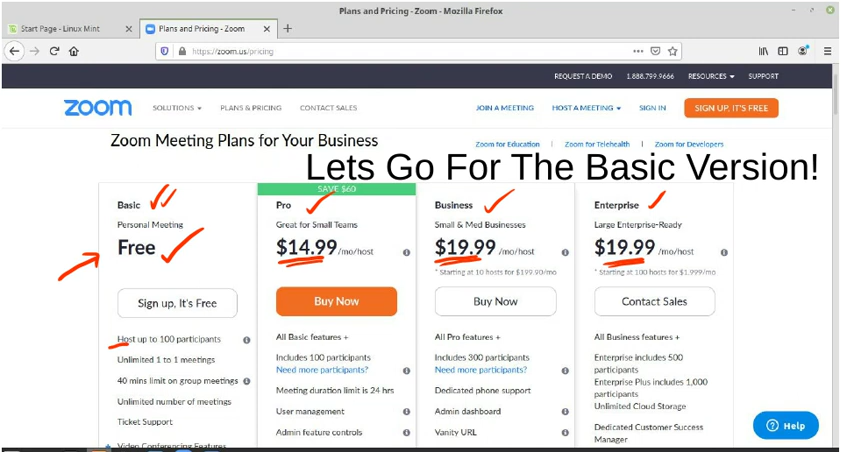 Plans and Pricing - Zoom - Mozilla Firefox
Start Page - Linux Mint
Plans and Pricing - Zoom
https://zoom.us/pricing
REQUEST A DEMO 1.888.799.9666 RESOURCES SUPPORT
zoom SOLUTIONS PLANS & PRICING CONTACT SALES JOIN A MEETING HOST A MEETING SIGN IN SIGN UP, IT'S FREE
Zoom Meeting Plans for Your Business
Zoom for Education | Zoom for Telehealth | Zoom for Developers
Lets Go For The Basic Version!
Basic
Personal Meeting
Free
Sign up, It's Free
Host up to 100 participants
Unlimited 1 to 1 meetings
40 mins limit on group meetings
Unlimited number of meetings
Ticket Support
+ Video Conferencing Features
SAVE $60
Pro
Great for Small Teams
$14.99 /mo/host
Buy Now
All Basic features +
Includes 100 participants
Need more participants?
Meeting duration limit is 24 hrs
User management
Admin feature controls
Business
Small & Med Businesses
$19.99 /mo/host
* Starting at 10 hosts for $199.90/mo
Buy Now
All Pro features +
Includes 300 participants
Need more participants?
Dedicated phone support
Admin dashboard
Vanity URL
Enterprise
Large Enterprise-Ready
$19.99 /mo/host
* Starting at 100 hosts for $1,999/mo
Contact Sales
All Business features +
Enterprise includes 500
participants
Enterprise Plus includes 1,000
participants
Unlimited Cloud Storage
Dedicated Customer Success
Manager
Help